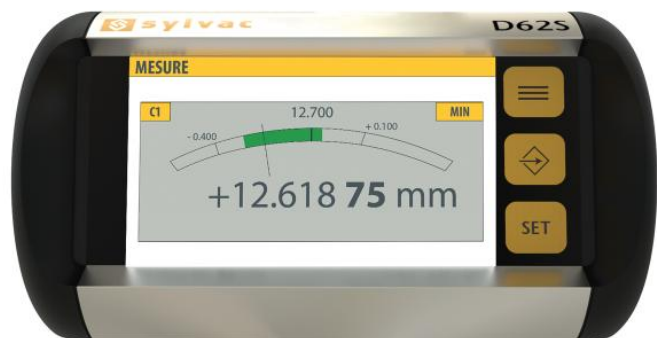 sylvac D62S
MESURE
C1 12.700 MIN
- 0.400 + 0.100
+12.618 75 mm
SET